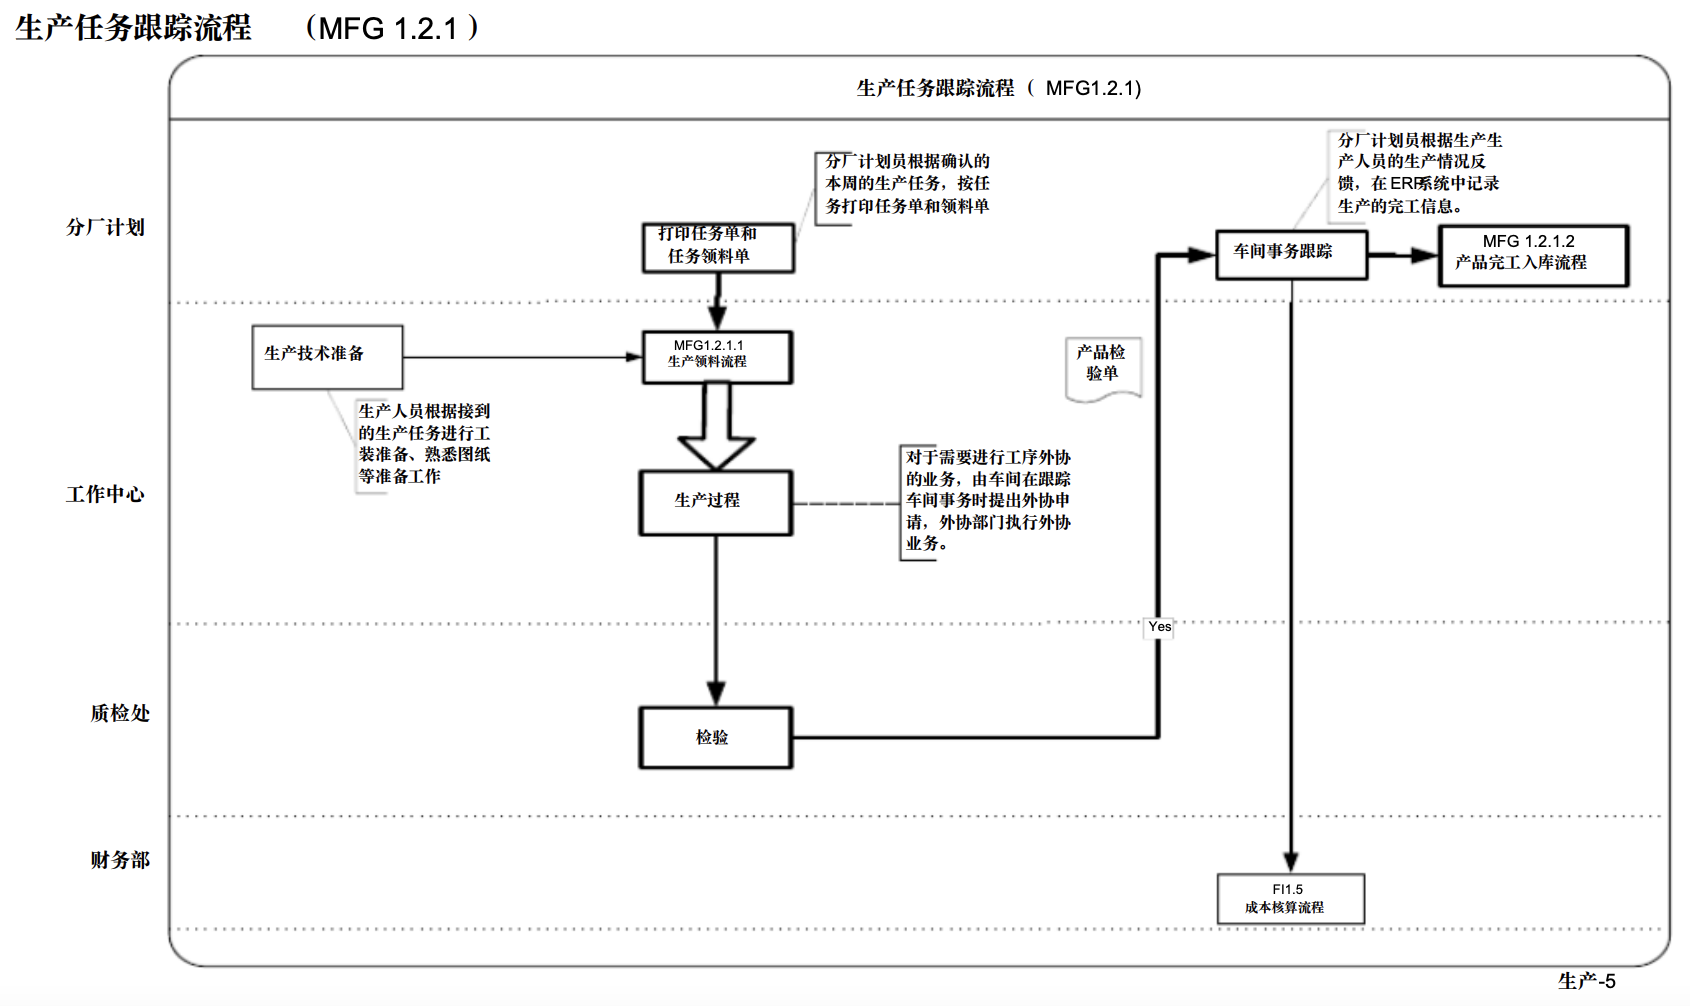 生产任务跟踪流程 （MFG 1.2.1 ）
生产任务跟踪流程（ MFG1.2.1)
分厂计划
打印任务单和
任务领料单
分厂计划员根据确认的
本周的生产任务，按任
务打印任务单和领料单
分厂计划员根据生产生
产人员的生产情况反
馈，在ERP系统中记录
生产的完工信息。
车间事务跟踪
MFG 1.2.1.2
产品完工入库流程
工作中心
生产技术准备
生产人员根据接到
的生产任务进行工
装准备、熟悉图纸
等准备工作
MFG1.2.1.1
生产领料流程
产品检
验单
生产过程
对于需要进行工序外协
的业务，由车间在跟踪
车间事务时提出外协申
请，外协部门执行外协
业务。
Yes
质检处
检验
财务部
FI1.5
成本核算流程
生产-5